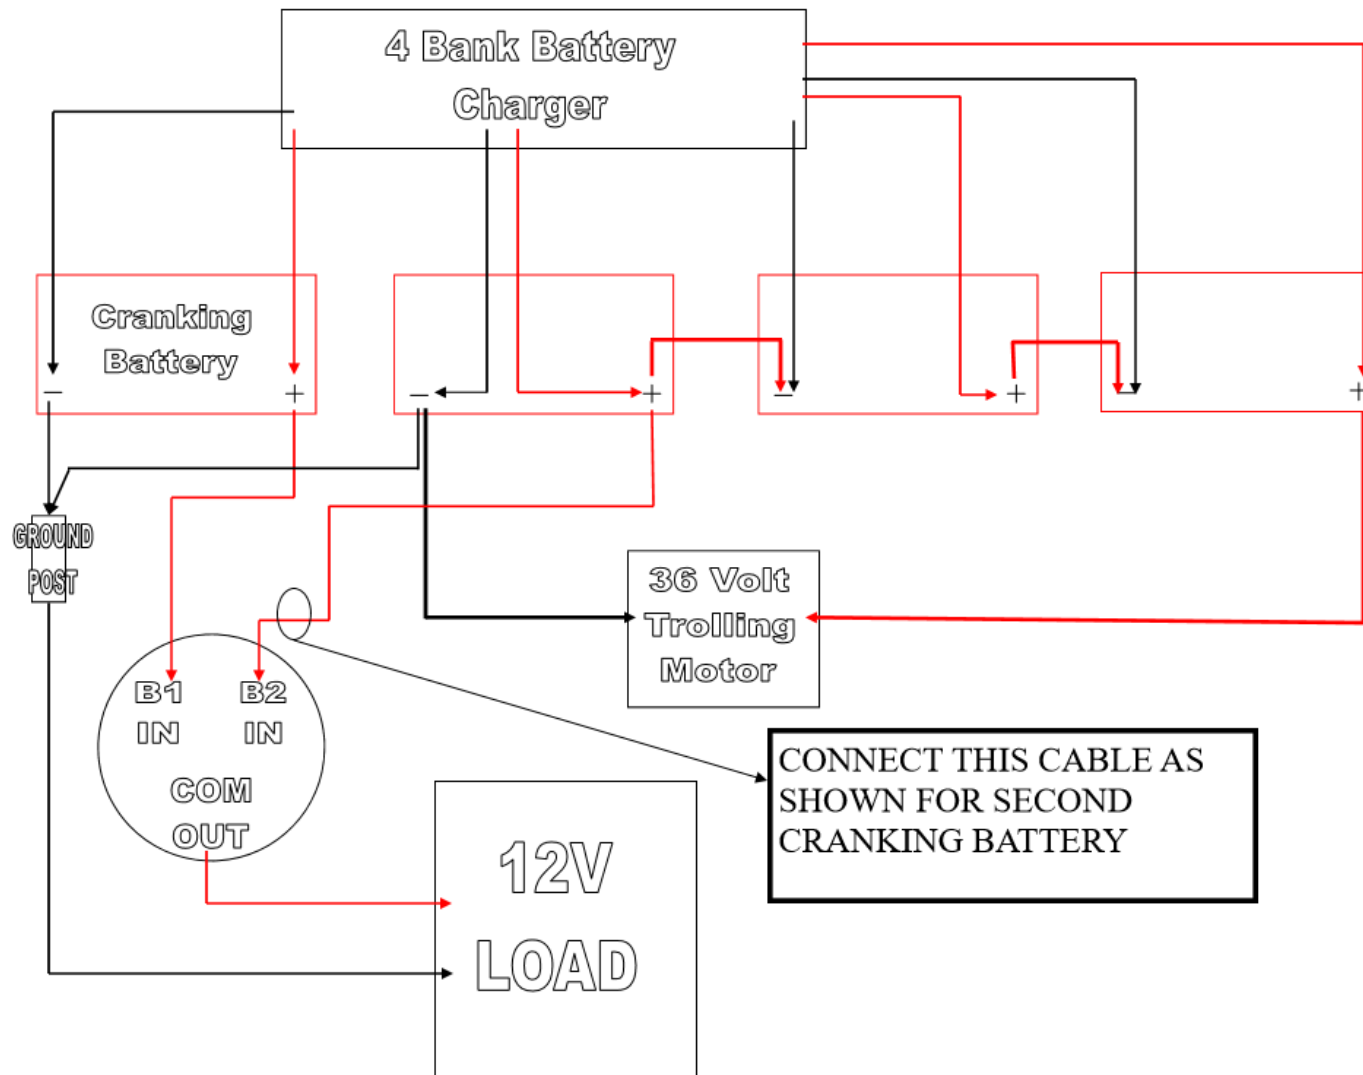 4 Bank Battery
Charger
Cranking
Battery
− +
− +
− +
− +
GROUND
POST
36 Volt
Trolling
Motor
B1
IN
B2
IN
COM
OUT
CONNECT THIS CABLE AS
SHOWN FOR SECOND
CRANKING BATTERY
12V
LOAD